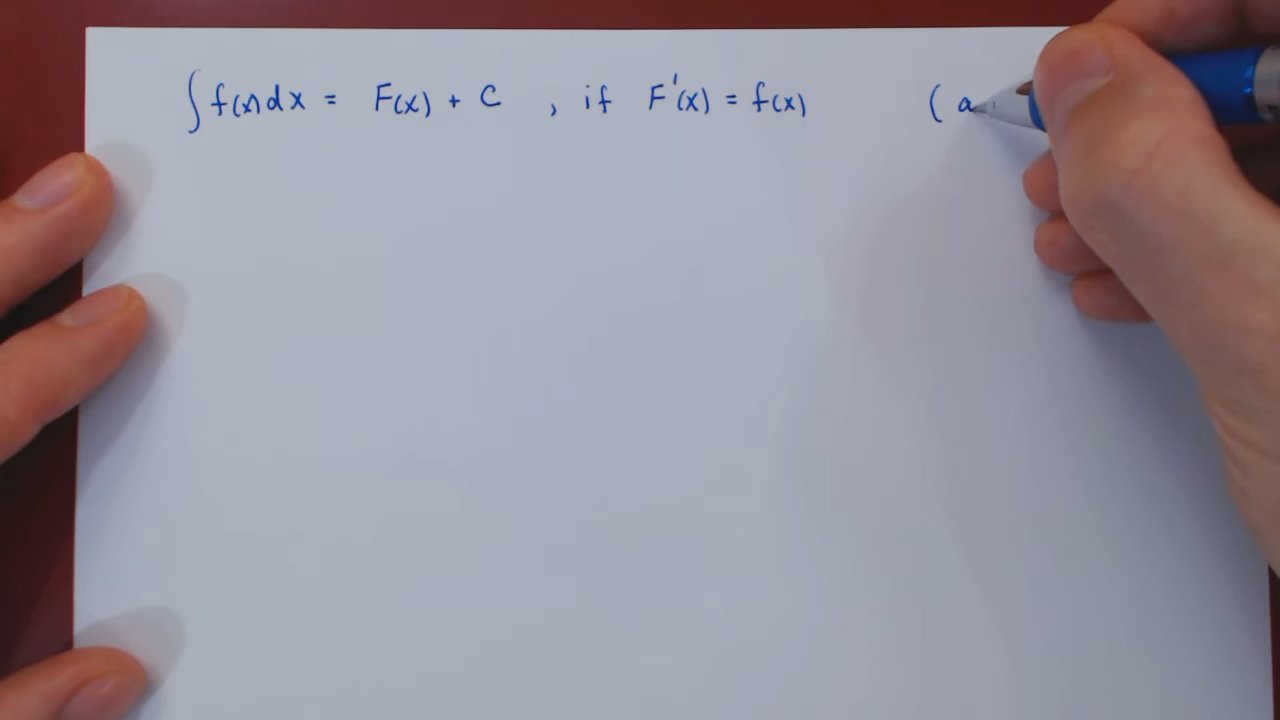 ∫f(x)dx = F(x) + C , if F'(x) = f(x) ( a